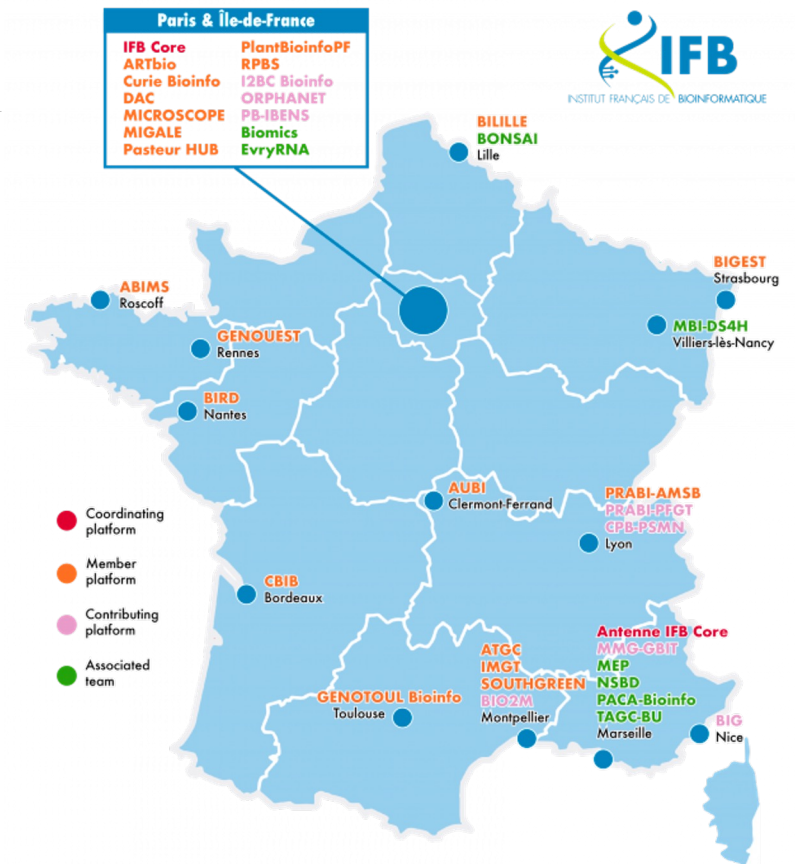 Paris & Île-de-France
IFB Core
ARTbio
Curie Bioinfo
DAC
MICROSCOPE
MIGALE
Pasteur HUB
PlantBioinfoPF
RPBS
I2BC Bioinfo
ORPHANET
PB-IBENS
Biomics
EvryRNA
IFB
INSTITUT FRANÇAIS DE BIOINFORMATIQUE
BILILLE
BONSAI
Lille
BIGEST
Strasbourg
ABIMS
Roscoff
MBI-DS4H
Villiers-lès-Nancy
GENOUEST
Rennes
BIRD
Nantes
AUBI
Clermont-Ferrand
PRABI-AMSB
PRABI-PFGT
CPB-PSMN
Lyon
Coordinating
platform
Member
platform
Contributing
platform
Associated
team
CBIB
Bordeaux
GENOTOUL Bioinfo
Toulouse
ATGC
IMGT
SOUTHGREEN
BIO2M
Montpellier
Antenne IFB Core
MMG-GBIT
MEP
NSBD
PACA-Bioinfo
TAGC-BU
Marseille
BIG
Nice